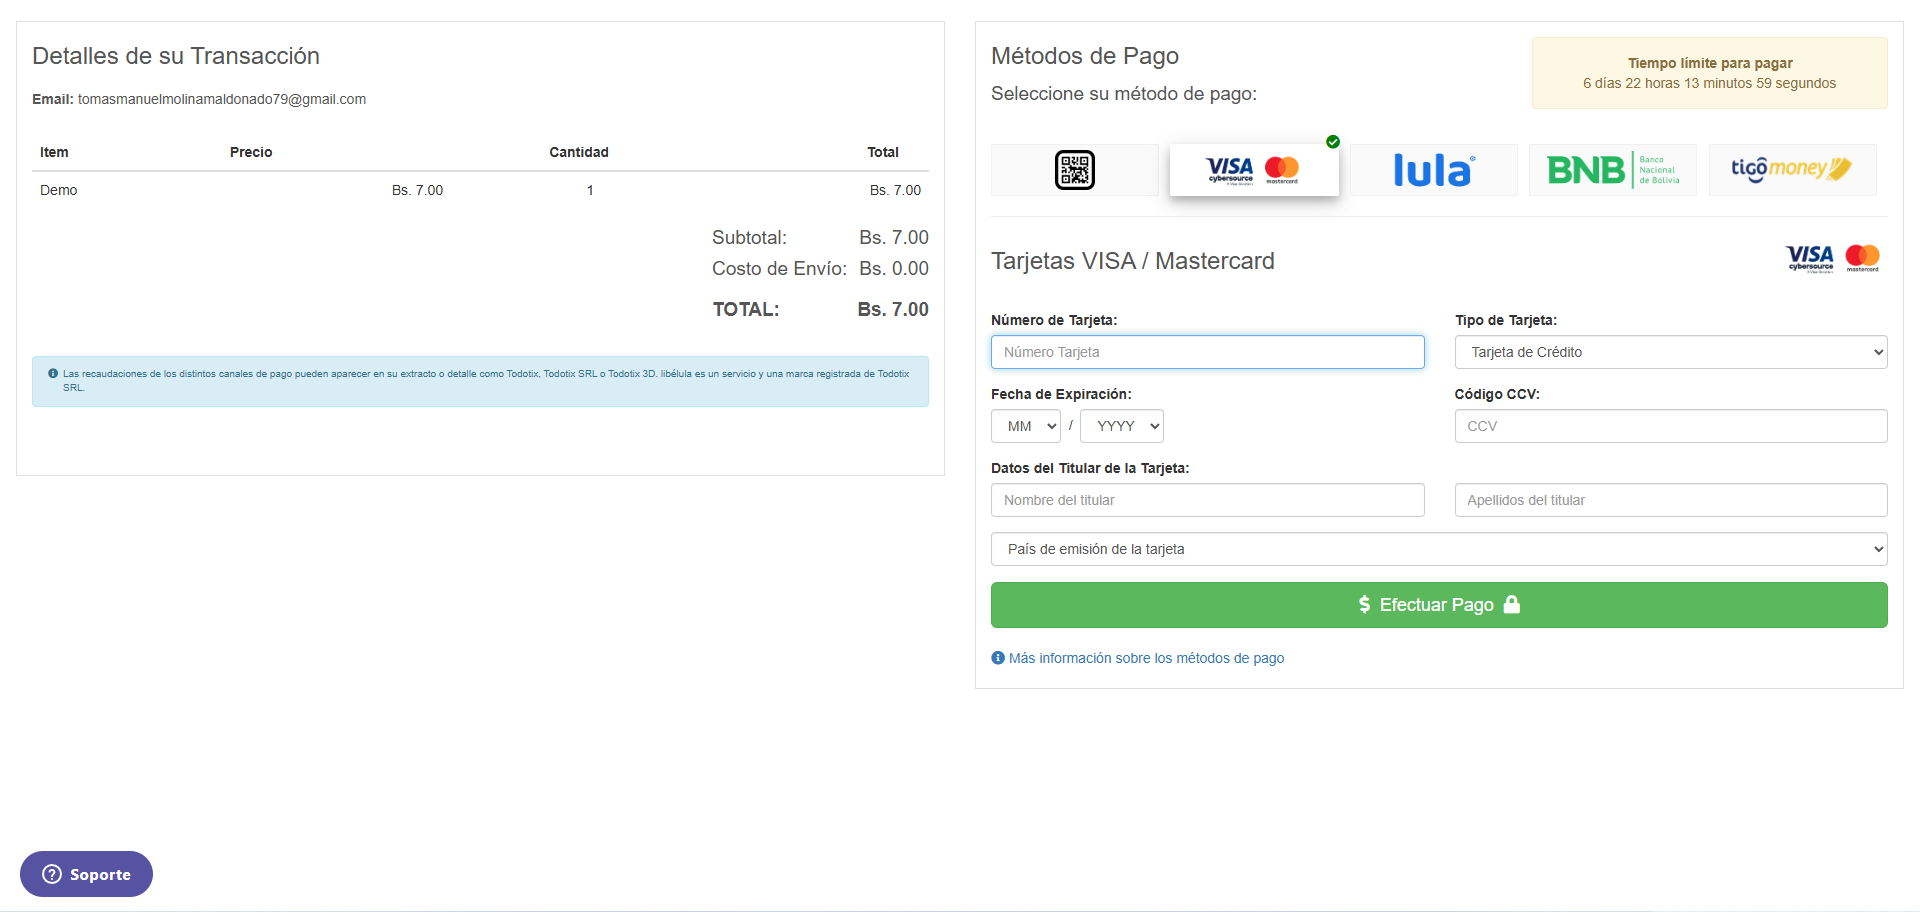 Detalles de su Transacción
Email: tomasmanuelmolinamaldonado79@gmail.com
Item Precio Cantidad Total
Demo Bs. 7.00 1 Bs. 7.00
Subtotal: Bs. 7.00
Costo de Envío: Bs. 0.00
TOTAL: Bs. 7.00
Las recaudaciones de los distintos canales de pago pueden aparecer en su extracto o detalle como Todotix, Todotix SRL o Todotix 3D. libélula es un servicio y una marca registrada de Todotix
SRL.
Soporte
Métodos de Pago
Seleccione su método de pago:
Tiempo límite para pagar
6 días 22 horas 13 minutos 59 segundos
VISA
cybersource
A Visa Solution
mastercard
lula
BNB
Banco
Nacional
de Bolivia
tigo money
Tarjetas VISA / Mastercard
VISA
cybersource
A Visa Solution
mastercard
Número de Tarjeta: Tipo de Tarjeta:
Número Tarjeta Tarjeta de Crédito
Fecha de Expiración: Código CCV:
MM / YYYY CCV
Datos del Titular de la Tarjeta:
Nombre del titular Apellidos del titular
País de emisión de la tarjeta
$ Efectuar Pago
Más información sobre los métodos de pago